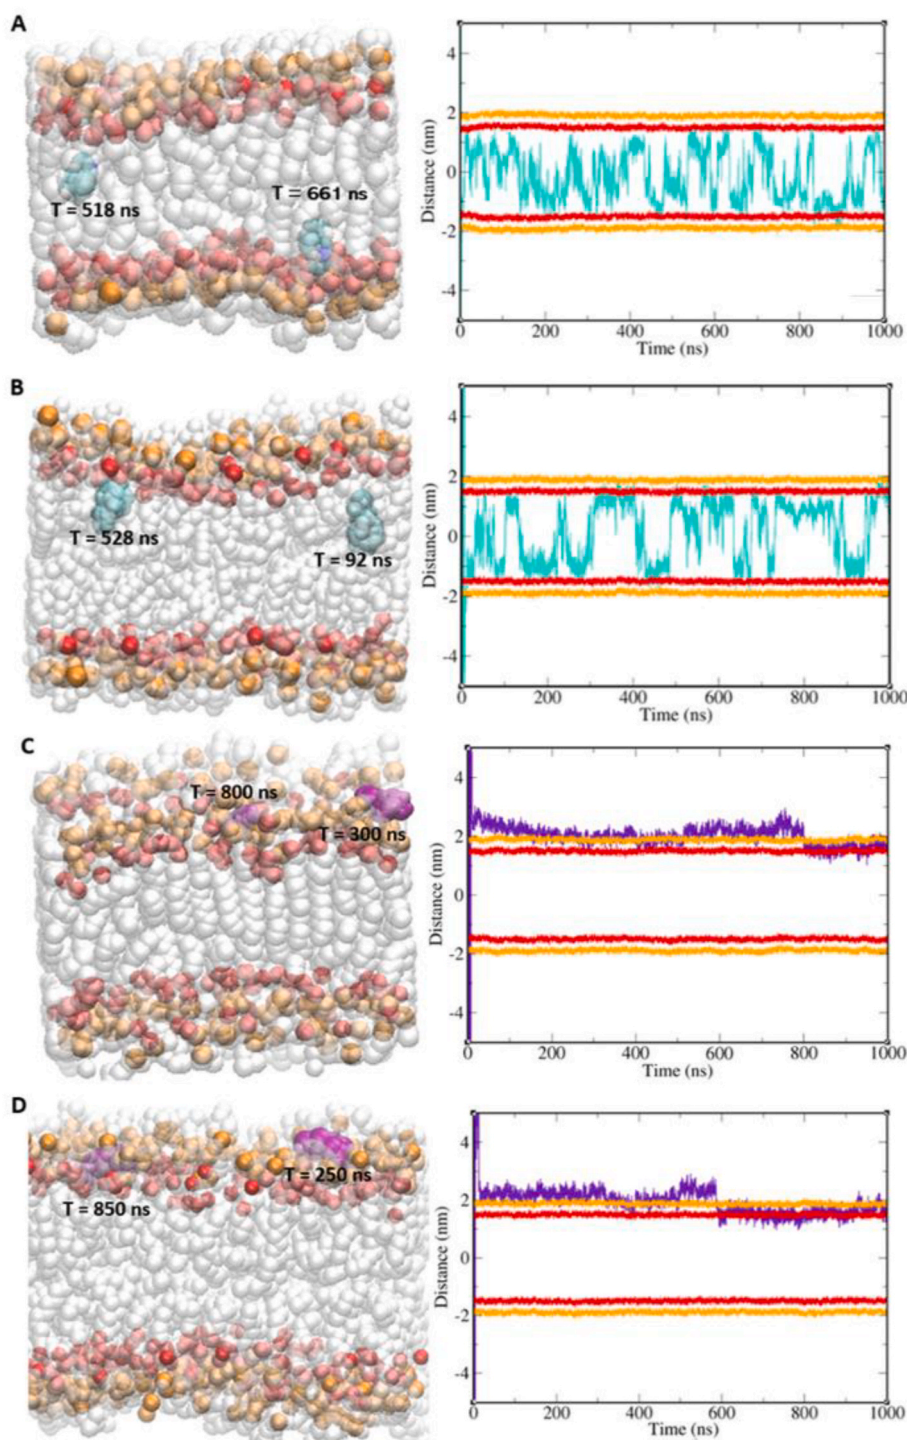 A
T = 518 ns
T = 661 ns
Distance (nm)
4
2
0
-2
-4
0 200 400 600 800 1000
Time (ns)
B
T = 528 ns
T = 92 ns
Distance (nm)
4
2
0
-2
-4
0 200 400 600 800 1000
Time (ns)
C
T = 800 ns
T = 300 ns
Distance (nm)
4
2
0
-2
-4
0 200 400 600 800 1000
Time (ns)
D
T = 250 ns
T = 850 ns
Distance (nm)
4
2
0
-2
-4
0 200 400 600 800 1000
Time (ns)